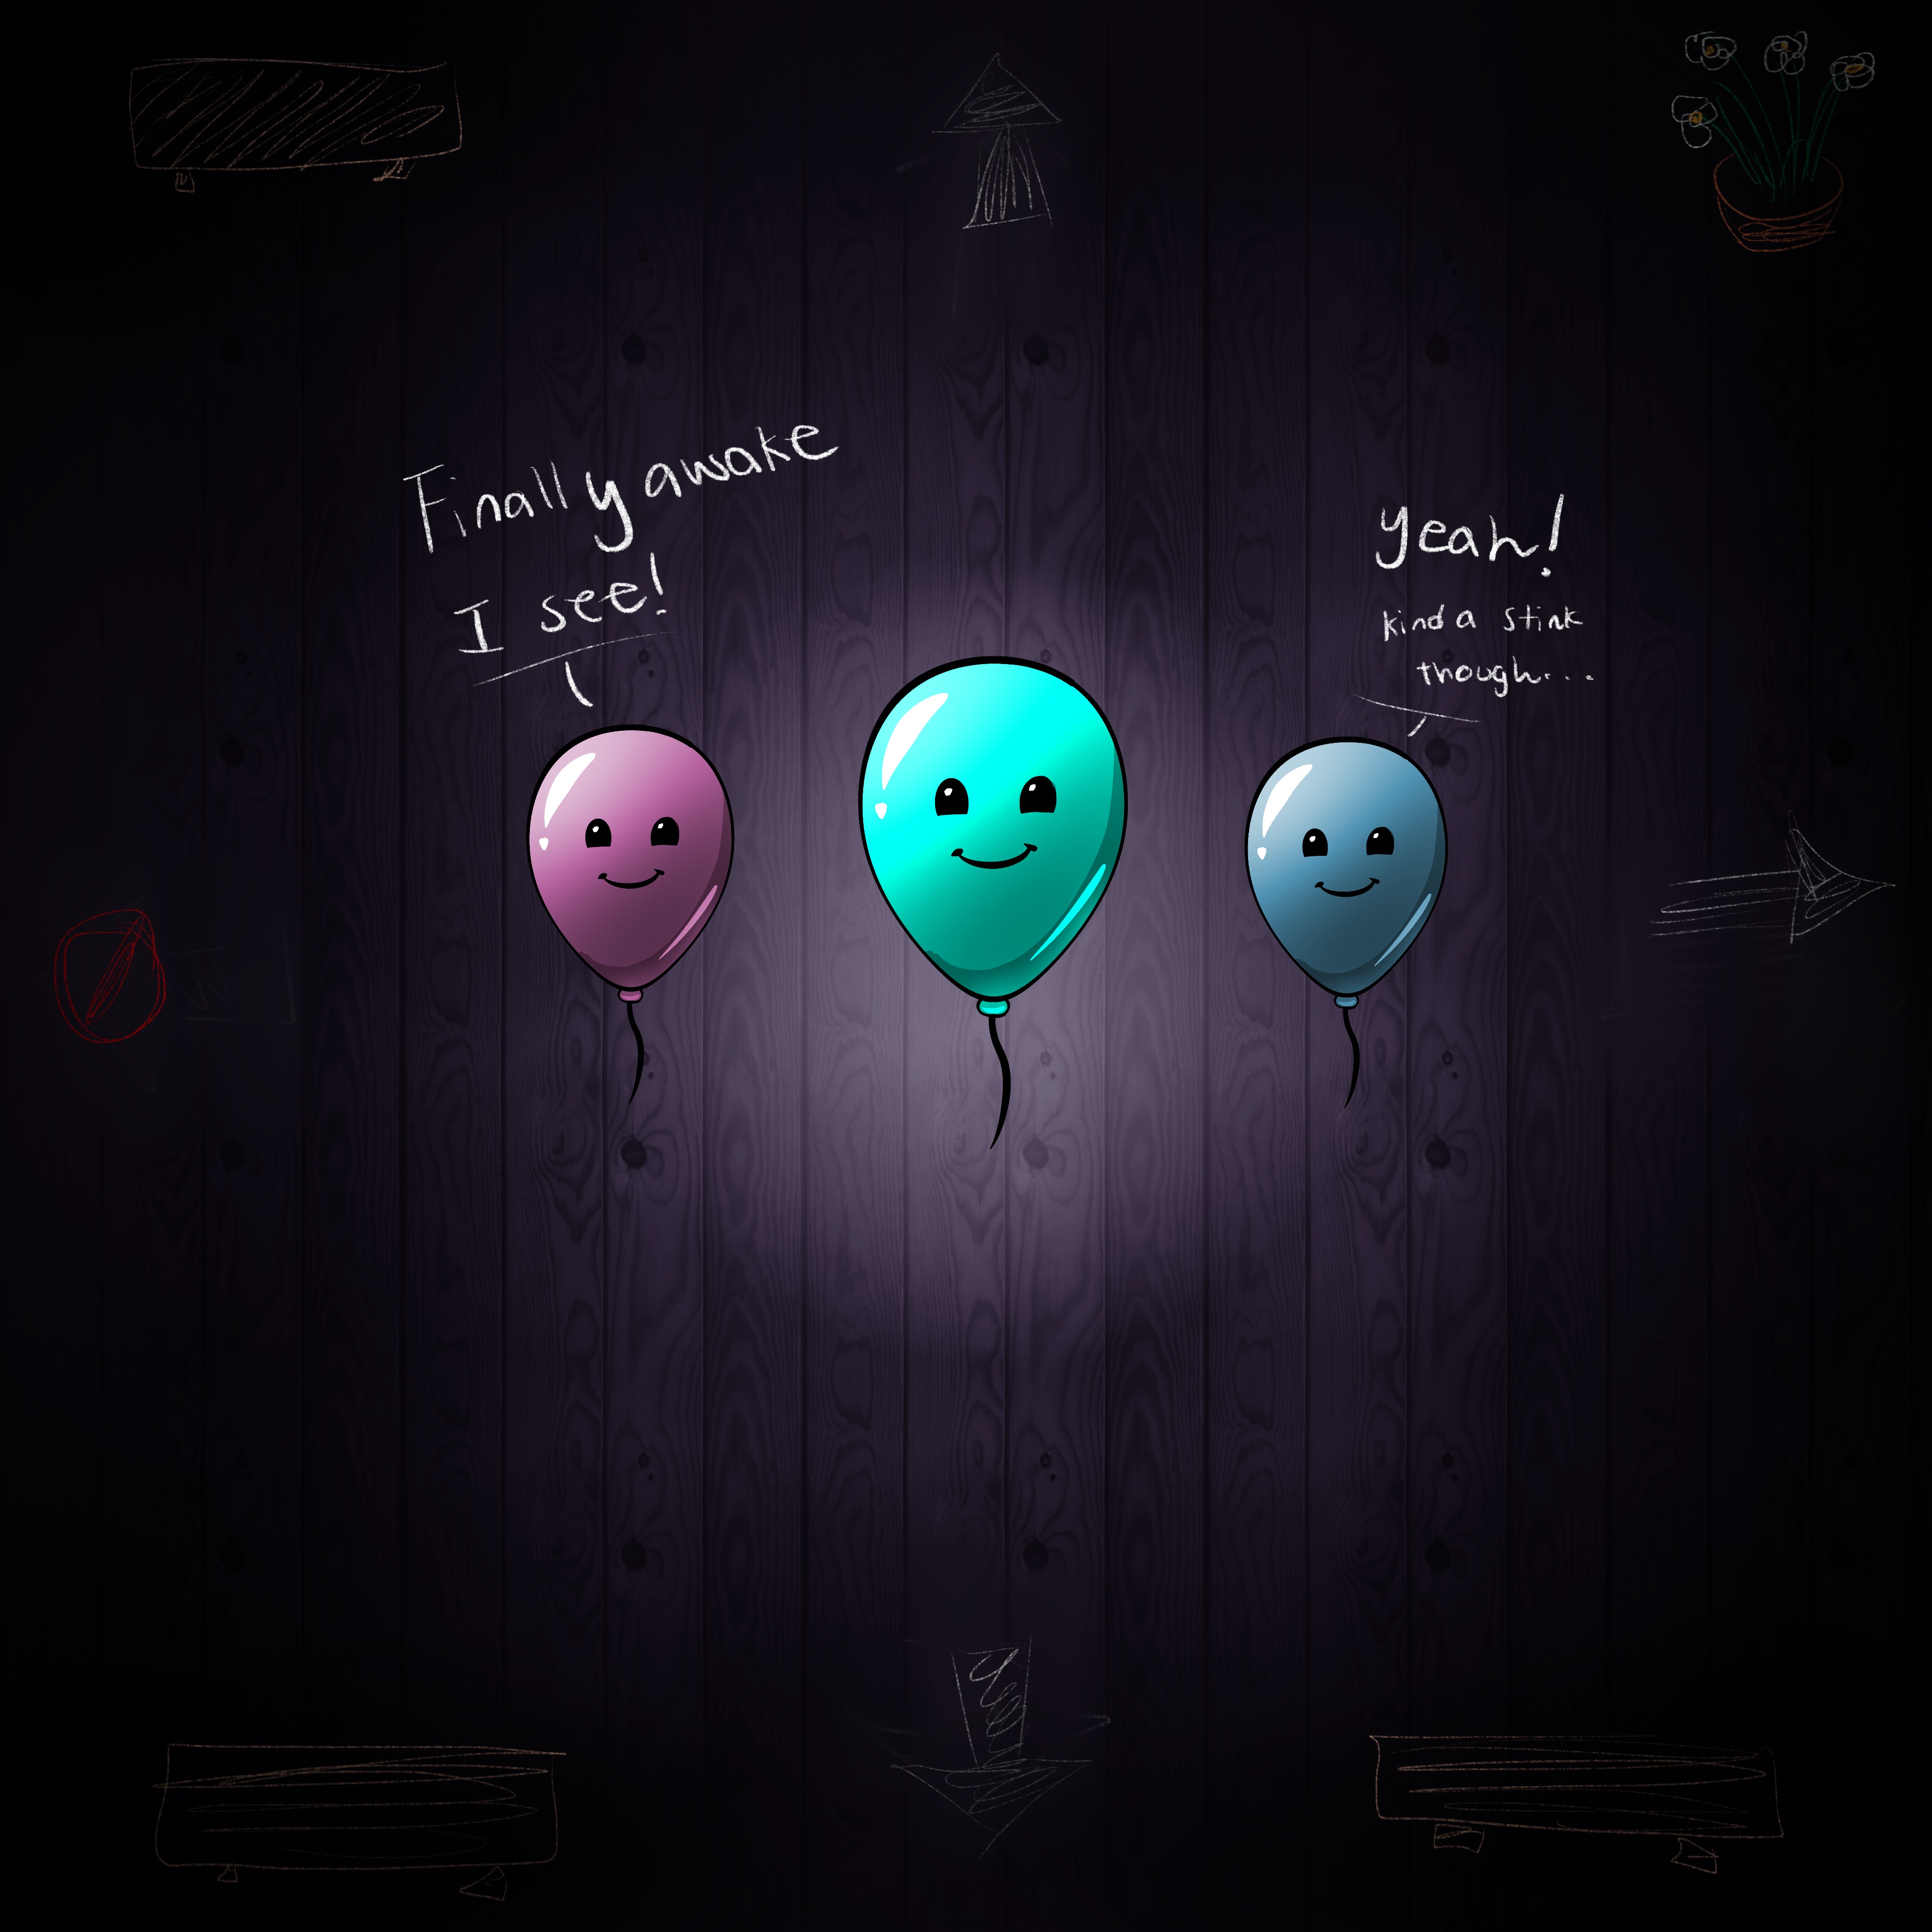 Finally awake
I see!
yeah!
kinda stink
though...